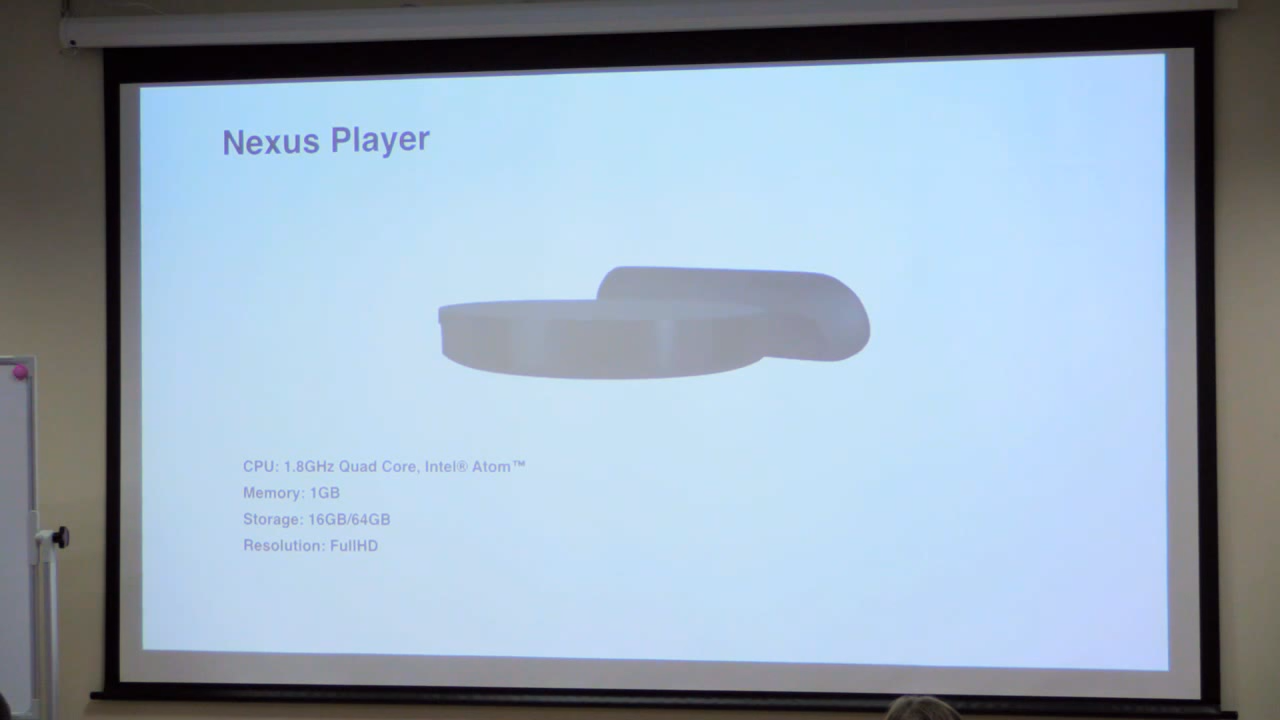 Nexus Player
CPU: 1.8GHz Quad Core, Intel® Atom™
Memory: 1GB
Storage: 16GB/64GB
Resolution: FullHD